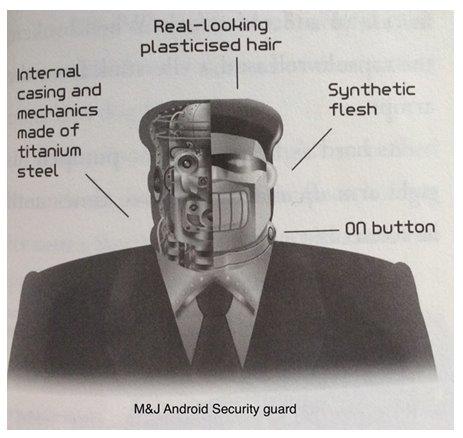 Real-looking
plasticised hair
Internal
casing and
mechanics
made of
titanium
steel
Synthetic
flesh
ON button
M&J Android Security guard